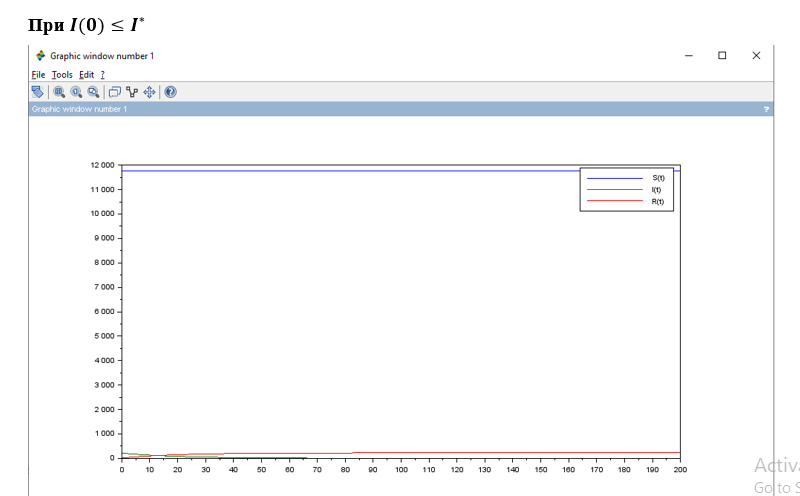 При I(0) ≤ I*
Graphic window number 1
File Tools Edit ?
Graphic window number 1 ?
12 000
11 000
10 000
9 000
8 000
7 000
6 000
5 000
4 000
3 000
2 000
1 000
0
S(t)
I(t)
R(t)
0 10 20 30 40 50 60 70 80 90 100 110 120 130 140 150 160 170 180 190 200
Activa
Go to S